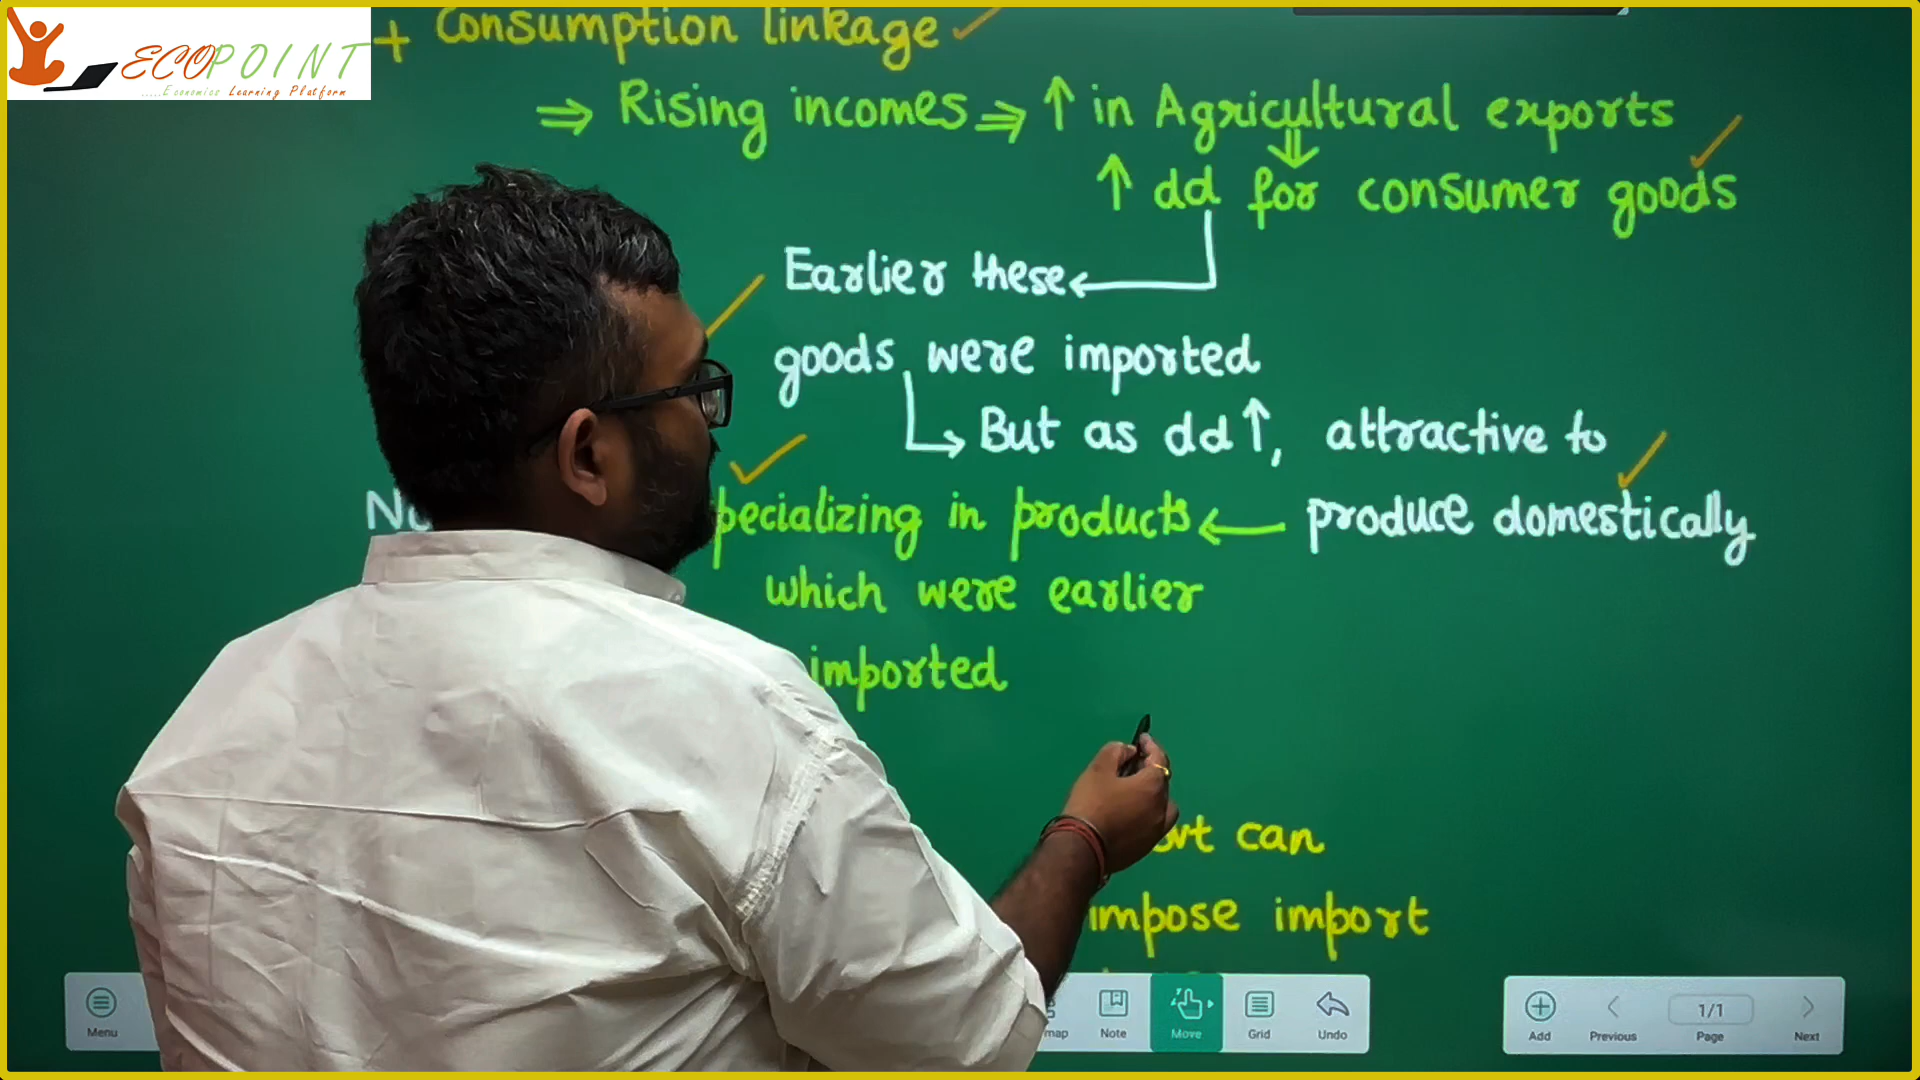 ECOPOINT
.....Economics Learning Platform
+ Consumption linkage ✓
⇒ Rising incomes ⇒ ↑ in Agricultural exports
⇓
↑ dd for consumer goods
Earlier these ←
goods were imported
→ But as dd ↑, attractive to
produce domestically
pecializing in products ←
which were earlier
imported
can
impose import
Menu
map
Note
Move
Grid
Undo
Add
Previous
1/1
Page
Next